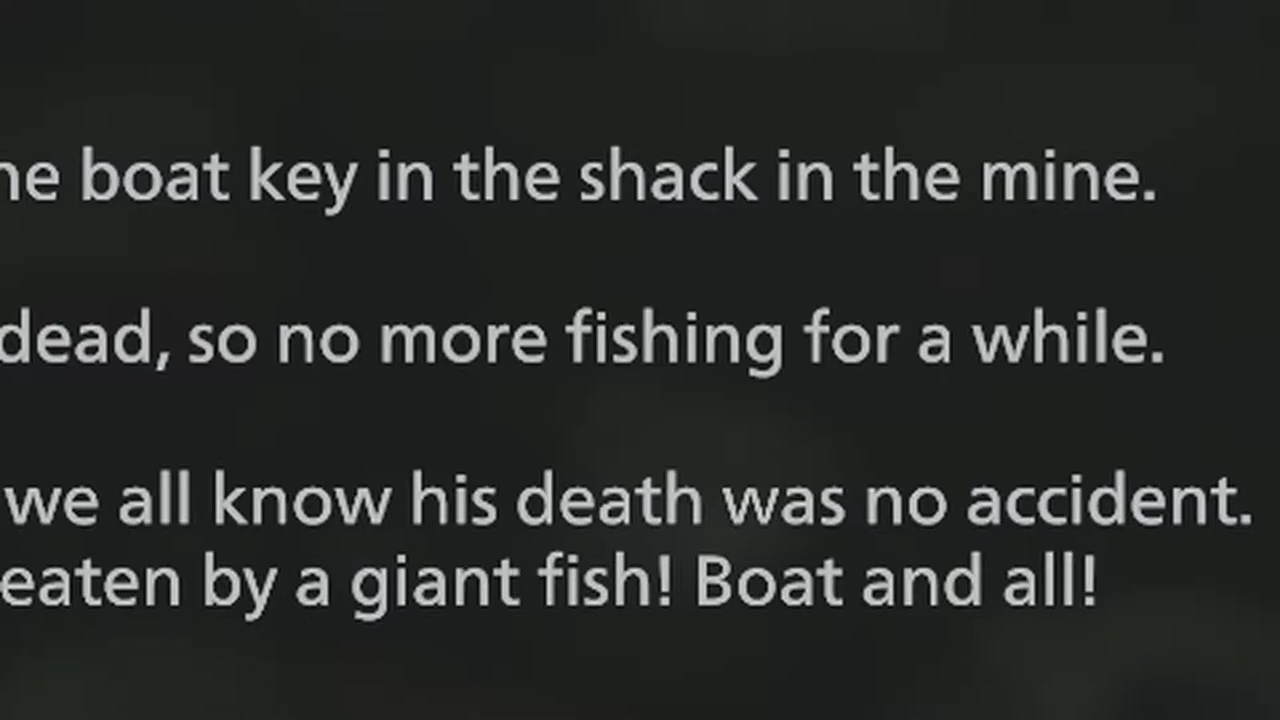 boat key in the shack in the mine.
dead, so no more fishing for a while.
we all know his death was no accident.
eaten by a giant fish! Boat and all!